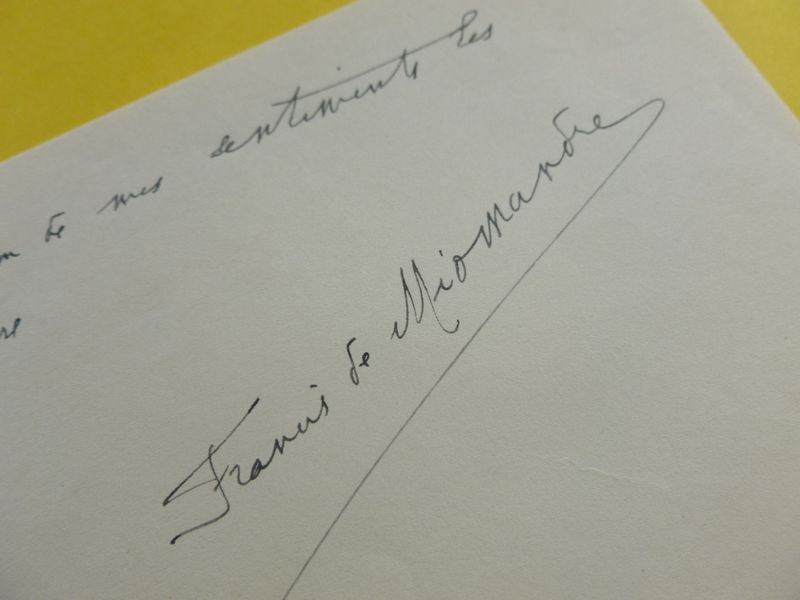 de mes sentiments les
Francis de Miomandre